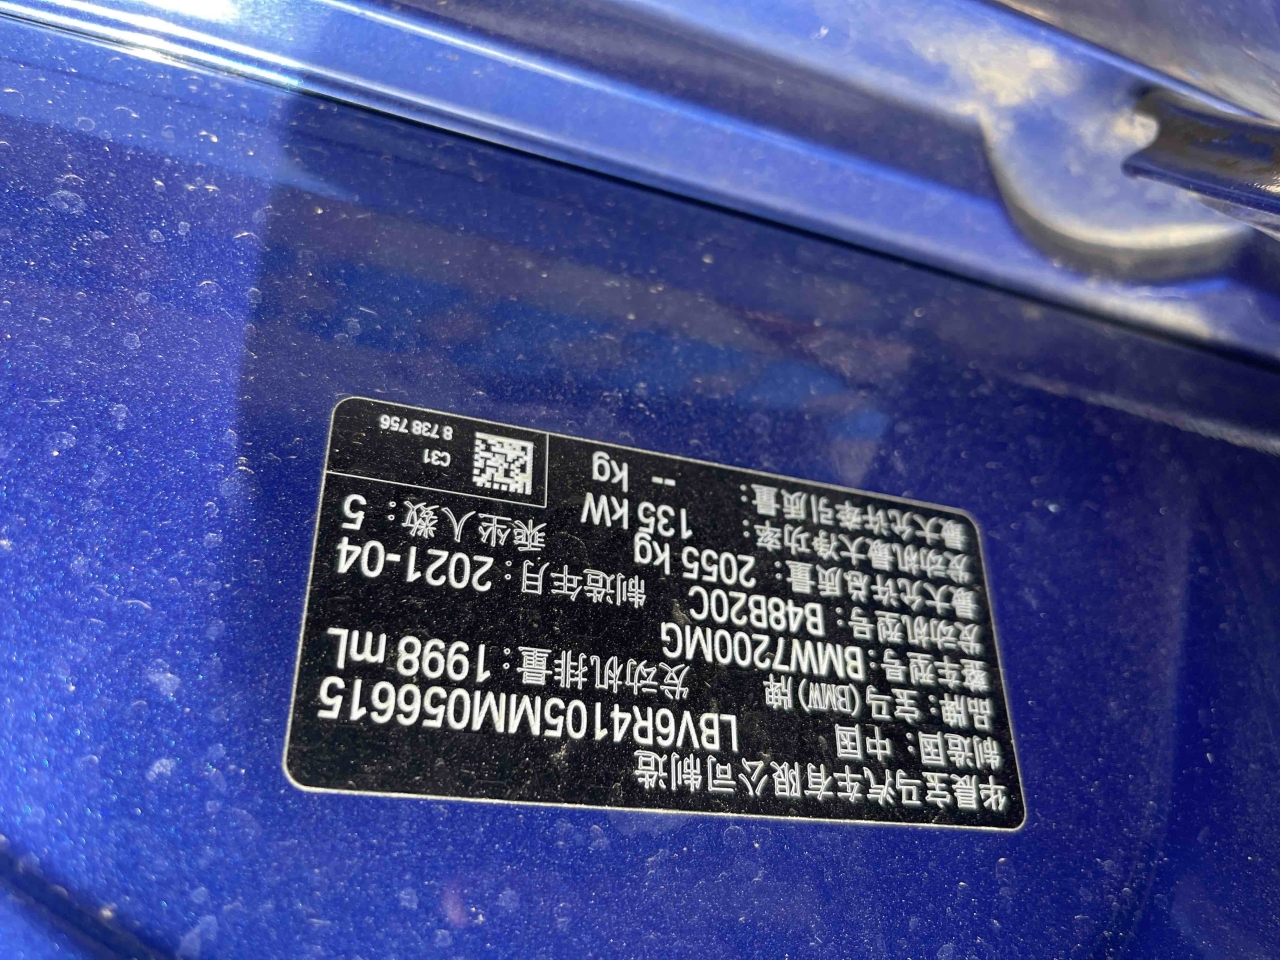 华晨宝马汽车有限公司制造
制造国：中国 LBV6R4105MM056615
品牌：宝马(BMW)牌
整车型号：BMW7200MG 发动机排量：1998 mL
发动机型号：B48B20C
最大允许总质量：2055 kg 制造年月：2021-04
发动机最大净功率：135 kW 乘坐人数：5
最大允许牵引质量：-- kg
C31
8 738 756